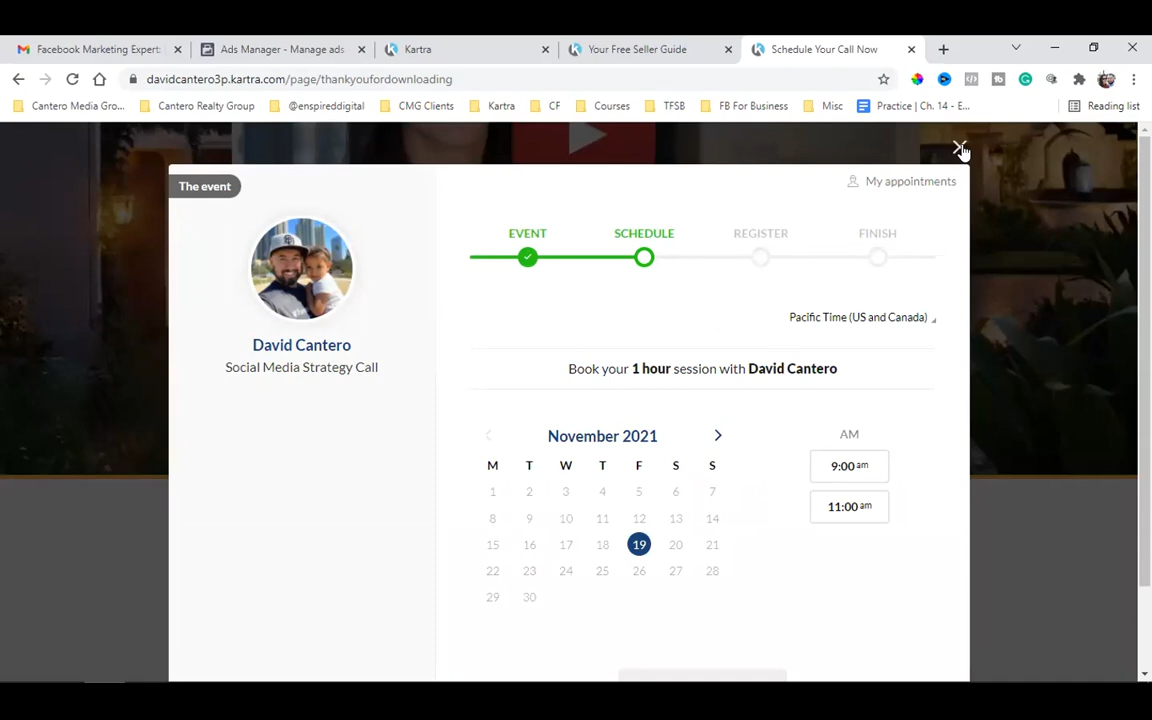 Facebook Marketing Expert:
Ads Manager - Manage ads
Kartra
Your Free Seller Guide
Schedule Your Call Now
davidcantero3p.kartra.com/page/thankyoufordownloading
Cantero Media Gro...
Cantero Realty Group
@enspireddigital
CMG Clients
Kartra
CF
Courses
TFSB
FB For Business
Misc
Practice | Ch. 14 - E...
Reading list
The event
My appointments
EVENT
SCHEDULE
REGISTER
FINISH
Pacific Time (US and Canada)
David Cantero
Social Media Strategy Call
Book your 1 hour session with David Cantero
November 2021
AM
M T W T F S S
9:00 am
1 2 3 4 5 6 7
11:00 am
8 9 10 11 12 13 14
15 16 17 18 19 20 21
22 23 24 25 26 27 28
29 30